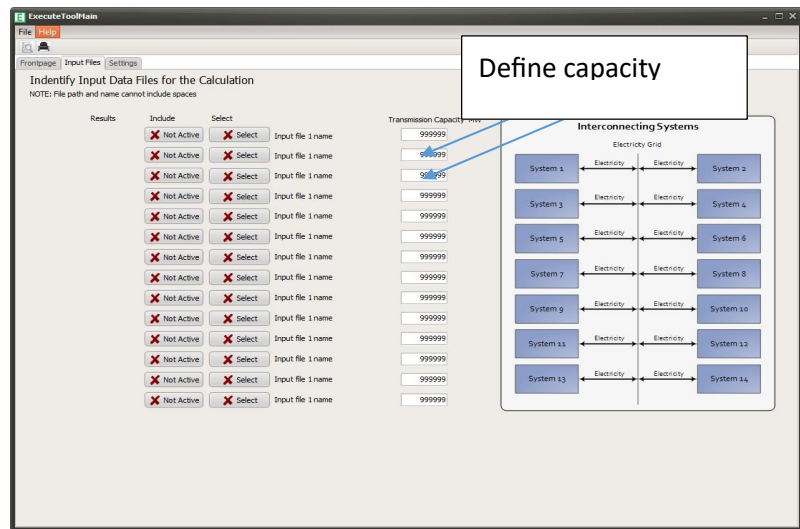 ExecuteToolMain
File Help
Frontpage Input Files Settings
Indentify Input Data Files for the Calculation
NOTE: File path and name cannot include spaces
Define capacity
Results Include Select Transmission Capacity MW
Not Active Select Input file 1 name 999999
Not Active Select Input file 1 name 999999
Not Active Select Input file 1 name 999999
Not Active Select Input file 1 name 999999
Not Active Select Input file 1 name 999999
Not Active Select Input file 1 name 999999
Not Active Select Input file 1 name 999999
Not Active Select Input file 1 name 999999
Not Active Select Input file 1 name 999999
Not Active Select Input file 1 name 999999
Not Active Select Input file 1 name 999999
Not Active Select Input file 1 name 999999
Not Active Select Input file 1 name 999999
Not Active Select Input file 1 name 999999
Interconnecting Systems
Electricty Grid
System 1 Electricity Electricity System 2
System 3 Electricity Electricity System 4
System 5 Electricity Electricity System 6
System 7 Electricity Electricity System 8
System 9 Electricity Electricity System 10
System 11 Electricity Electricity System 12
System 13 Electricity Electricity System 14